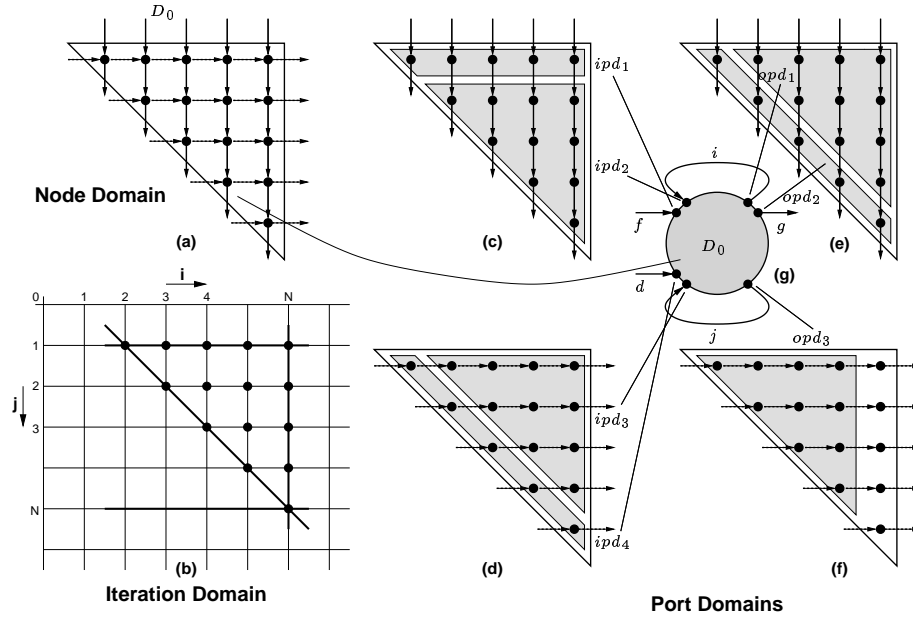 D0
Node Domain
(a)
i
0 1 2 3 4 N
1
2
3
N
j
(b)
Iteration Domain
(c)
(d)
ipd1
ipd2
ipd3
ipd4
i
f
g
D0
(g)
d
j
opd1
opd2
opd3
(e)
(f)
Port Domains